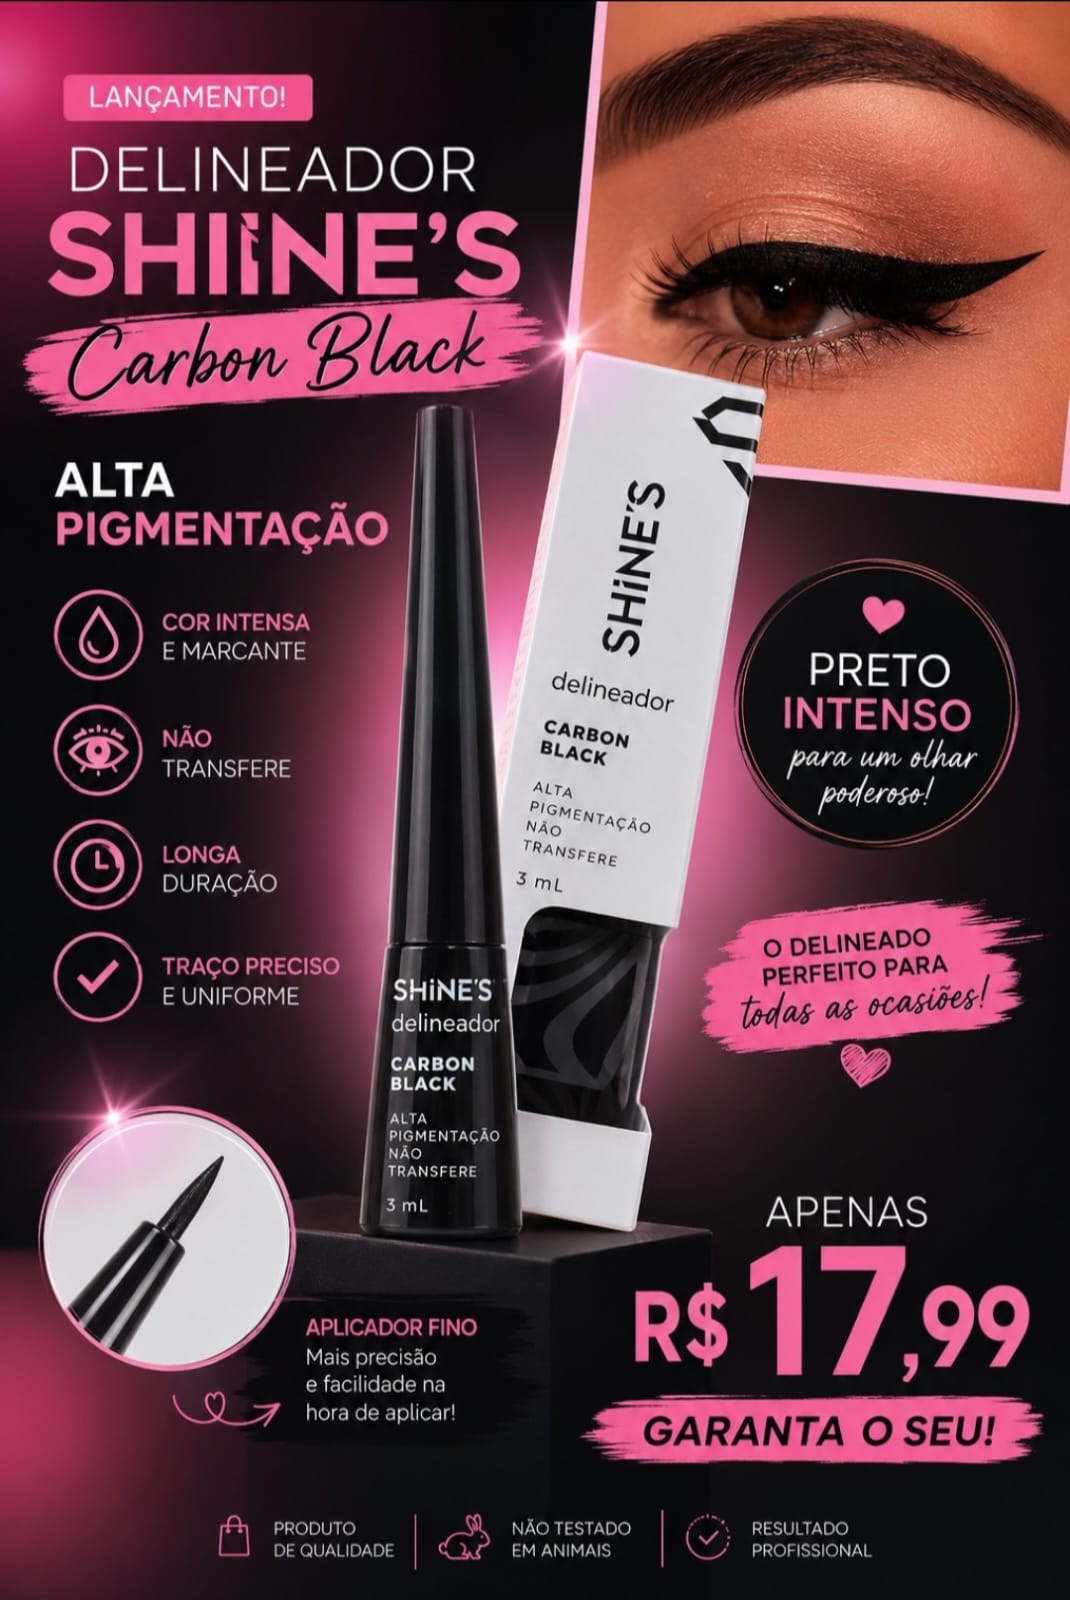 LANÇAMENTO!
DELINEADOR
SHIINE'S
Carbon Black
ALTA
PIGMENTAÇÃO
COR INTENSA
E MARCANTE
NÃO
TRANSFERE
LONGA
DURAÇÃO
TRAÇO PRECISO
E UNIFORME
SHiNE'S
delineador
CARBON
BLACK
ALTA
PIGMENTAÇÃO
NÃO
TRANSFERE
3 mL
SHiNE'S
delineador
CARBON
BLACK
ALTA
PIGMENTAÇÃO
NÃO
TRANSFERE
3 mL
PRETO
INTENSO
para um olhar
poderoso!
O DELINEADO
PERFEITO PARA
todas as ocasiões!
APLICADOR FINO
Mais precisão
e facilidade na
hora de aplicar!
APENAS
R$ 17,99
GARANTA O SEU!
PRODUTO
DE QUALIDADE
NÃO TESTADO
EM ANIMAIS
RESULTADO
PROFISSIONAL